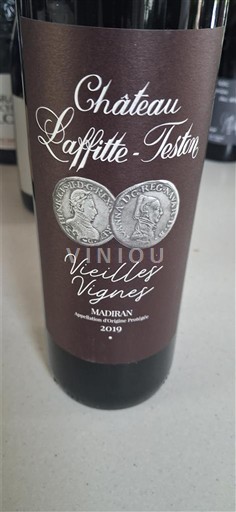 Château
Laffitte-Teston
VINIOU
Vieilles
Vignes
MADIRAN
Appellation d'Origine Protégée
2019